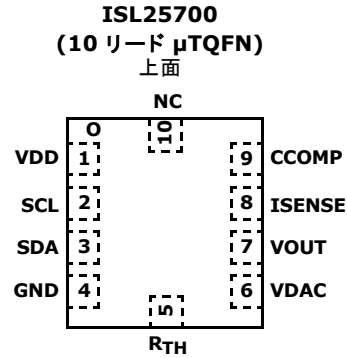 ISL25700
(10 リード μTQFN)
上面
NC
O
10
VDD 1 9 CCOMP
SCL 2 8 ISENSE
SDA 3 7 VOUT
GND 4 6 VDAC
5
RTH